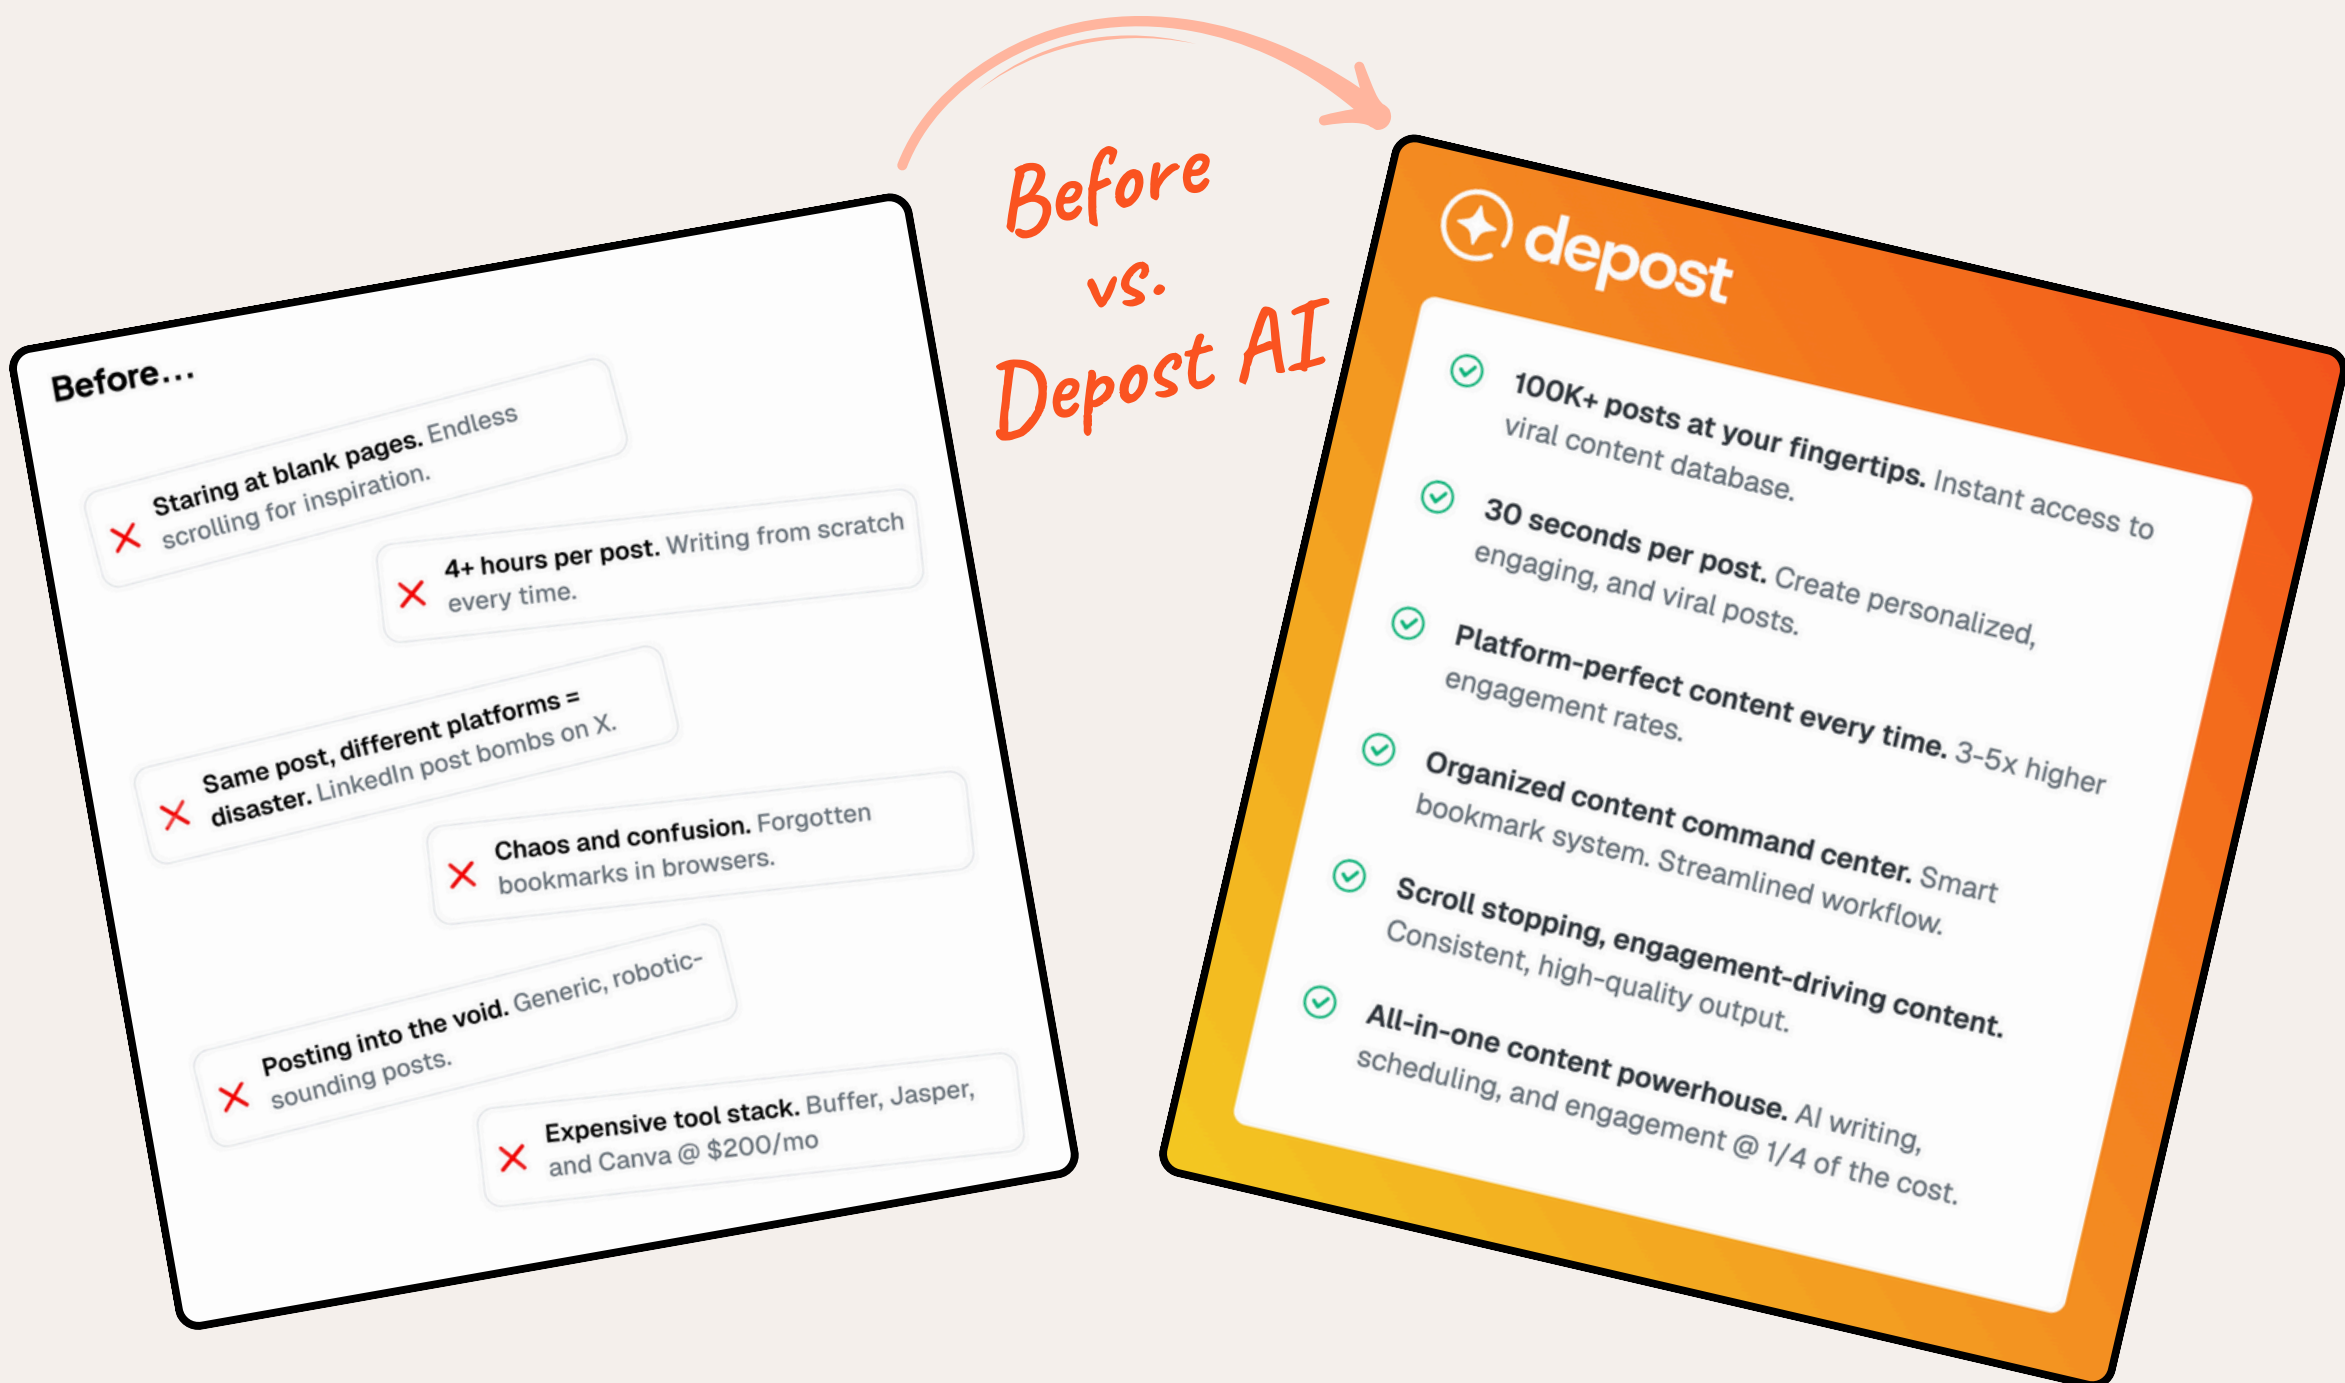 Before
vs.
Depost AI
Before...
Staring at blank pages. Endless
scrolling for inspiration.
4+ hours per post. Writing from scratch
every time.
Same post, different platforms =
disaster. LinkedIn post bombs on X.
Chaos and confusion. Forgotten
bookmarks in browsers.
Posting into the void. Generic, robotic-
sounding posts.
Expensive tool stack. Buffer, Jasper,
and Canva @ $200/mo
depost
100K+ posts at your fingertips. Instant access to
viral content database.
30 seconds per post. Create personalized,
engaging, and viral posts.
Platform-perfect content every time. 3-5x higher
engagement rates.
Organized content command center. Smart
bookmark system. Streamlined workflow.
Scroll stopping, engagement-driving content.
Consistent, high-quality output.
All-in-one content powerhouse. AI writing,
scheduling, and engagement @ 1/4 of the cost.